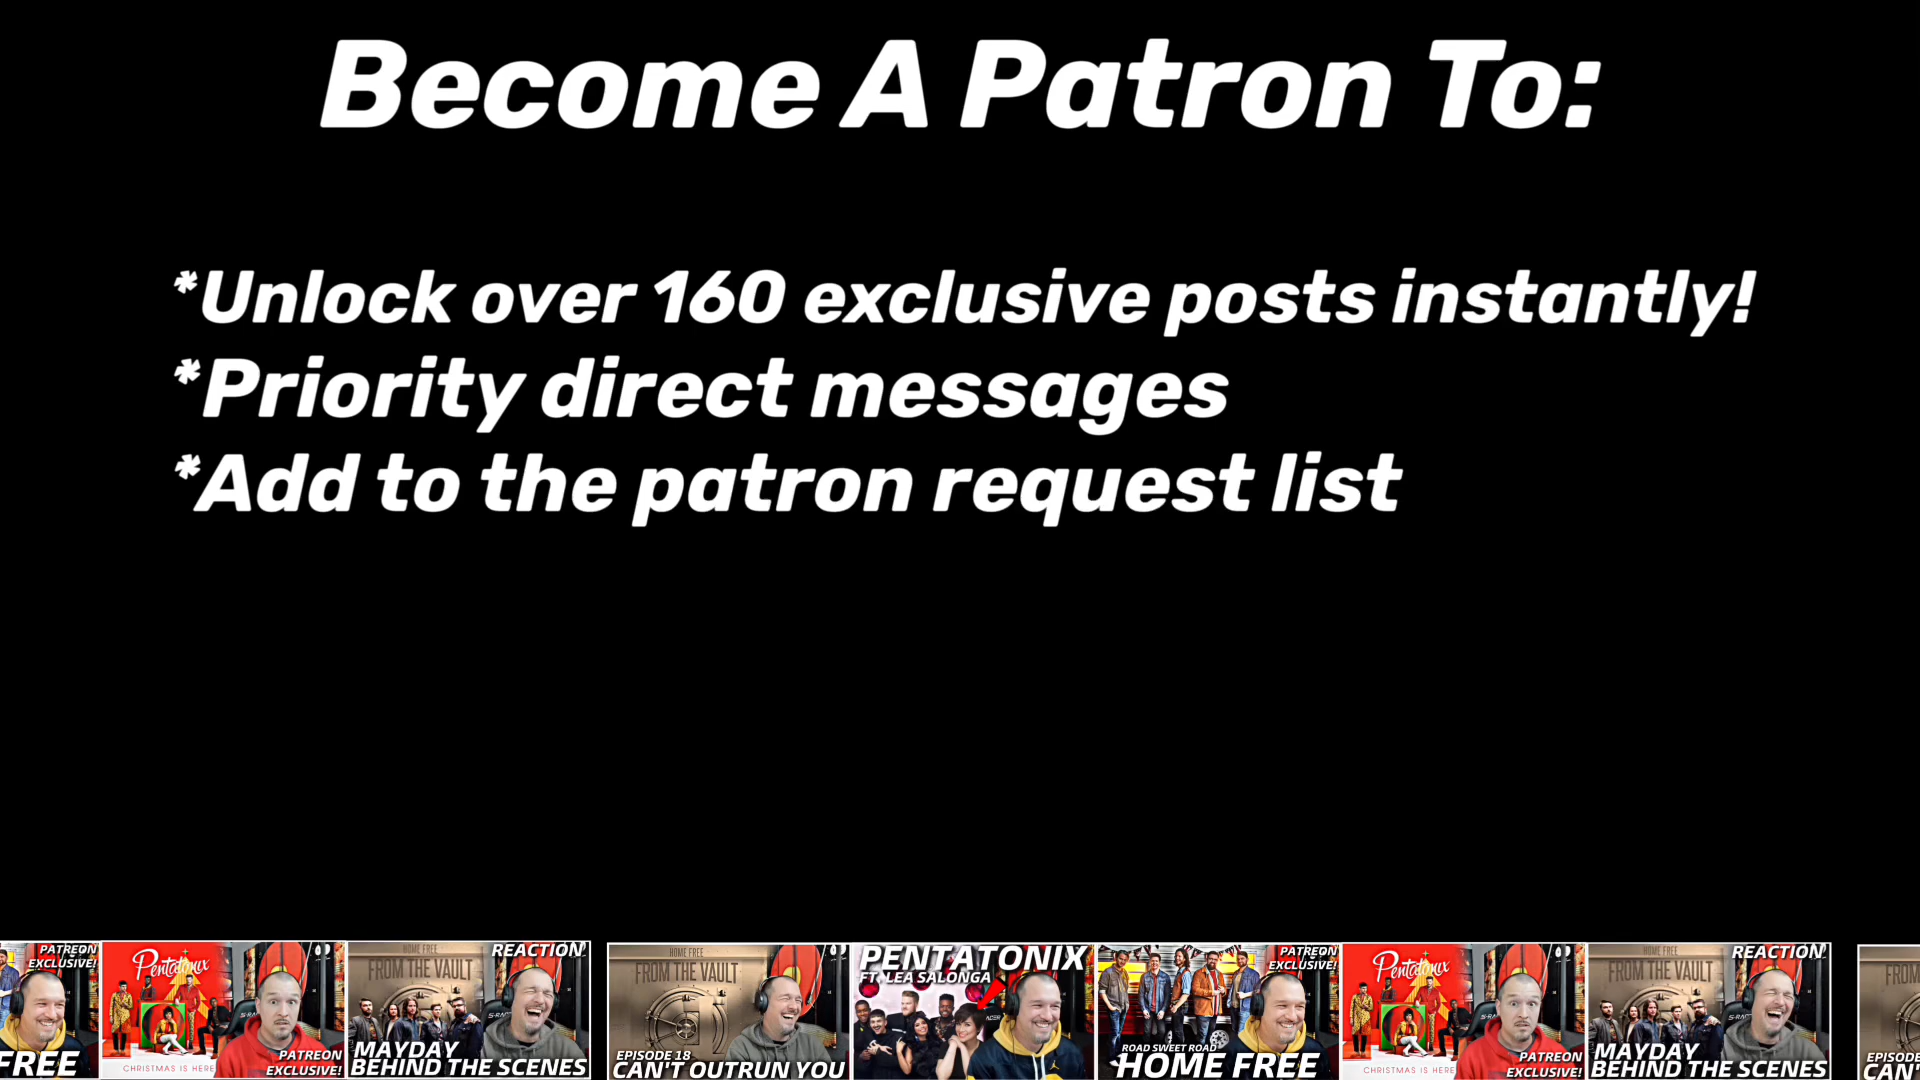 Become A Patron To:
*Unlock over 160 exclusive posts instantly!
*Priority direct messages
*Add to the patron request list
PATREON
EXCLUSIVE!
FREE
Pentatonix
CHRISTMAS IS HERE
PATREON
EXCLUSIVE!
HOME FREE
FROM THE VAULT
REACTION
MAYDAY
BEHIND THE SCENES
HOME FREE
FROM THE VAULT
EPISODE 18
CAN'T OUTRUN YOU
PENTATONIX
FT. LEA SALONGA
PATREON
EXCLUSIVE!
ROAD SWEET ROAD
HOME FREE
Pentatonix
CHRISTMAS IS HERE
PATREON
EXCLUSIVE!
HOME FREE
FROM THE VAULT
REACTION
MAYDAY
BEHIND THE SCENES
FROM
EPISODE
CAN'